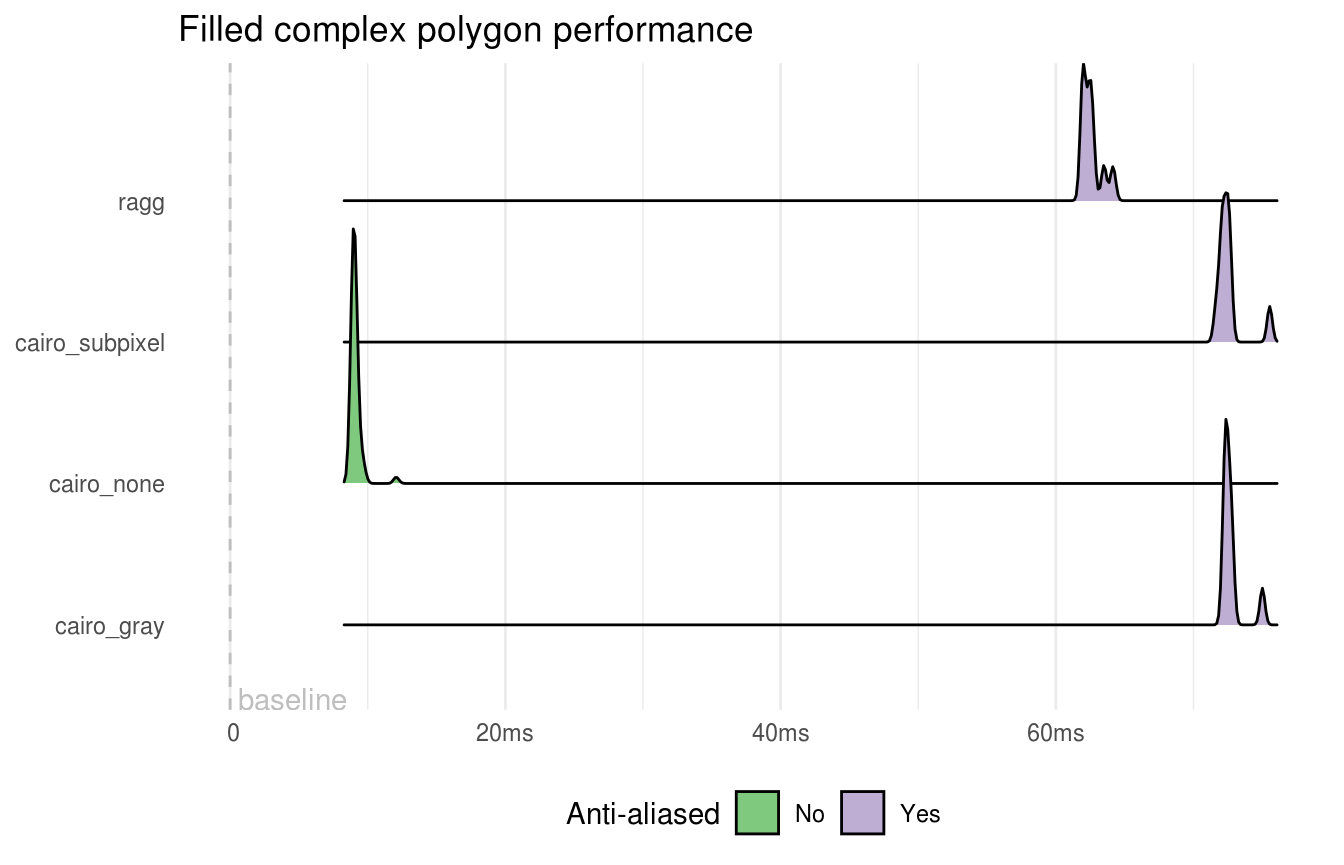 Filled complex polygon performance
ragg
cairo_subpixel
cairo_none
cairo_gray
baseline
0 20ms 40ms 60ms
Anti-aliased No Yes